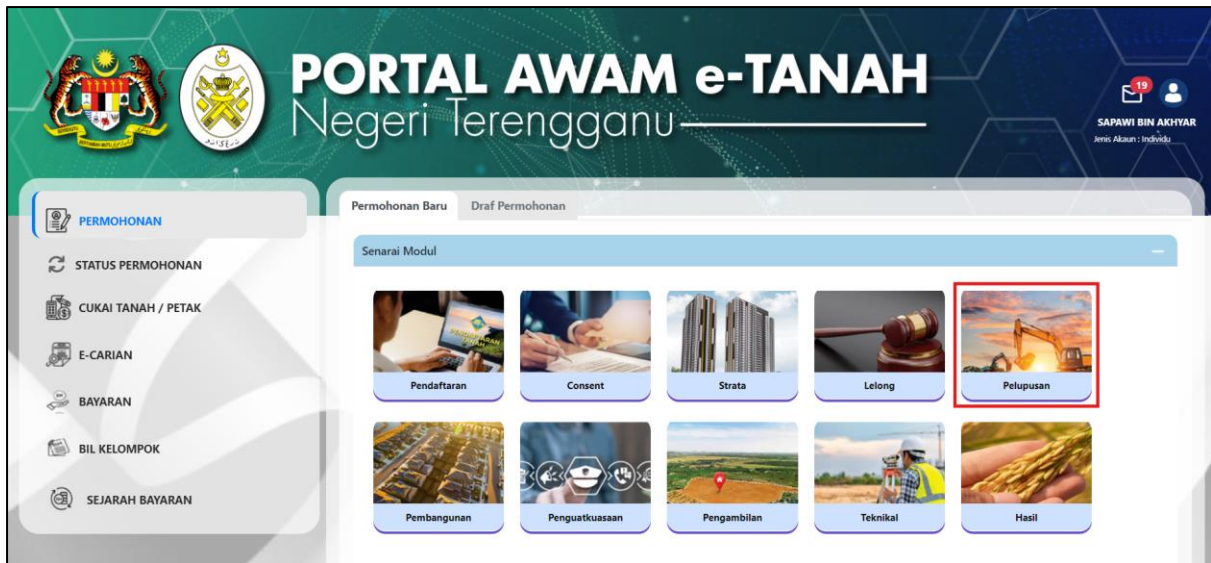 PORTAL AWAM e-TANAH
Negeri Terengganu
19
SAPAWI BIN AKHYAR
Jenis Akaun : Individu
PERMOHONAN
STATUS PERMOHONAN
CUKAI TANAH / PETAK
E-CARIAN
BAYARAN
BIL KELOMPOK
SEJARAH BAYARAN
Permohonan Baru Draf Permohonan
Senarai Modul
Pendaftaran Consent Strata Lelong Pelupusan
Pembangunan Penguatkuasaan Pengambilan Teknikal Hasil